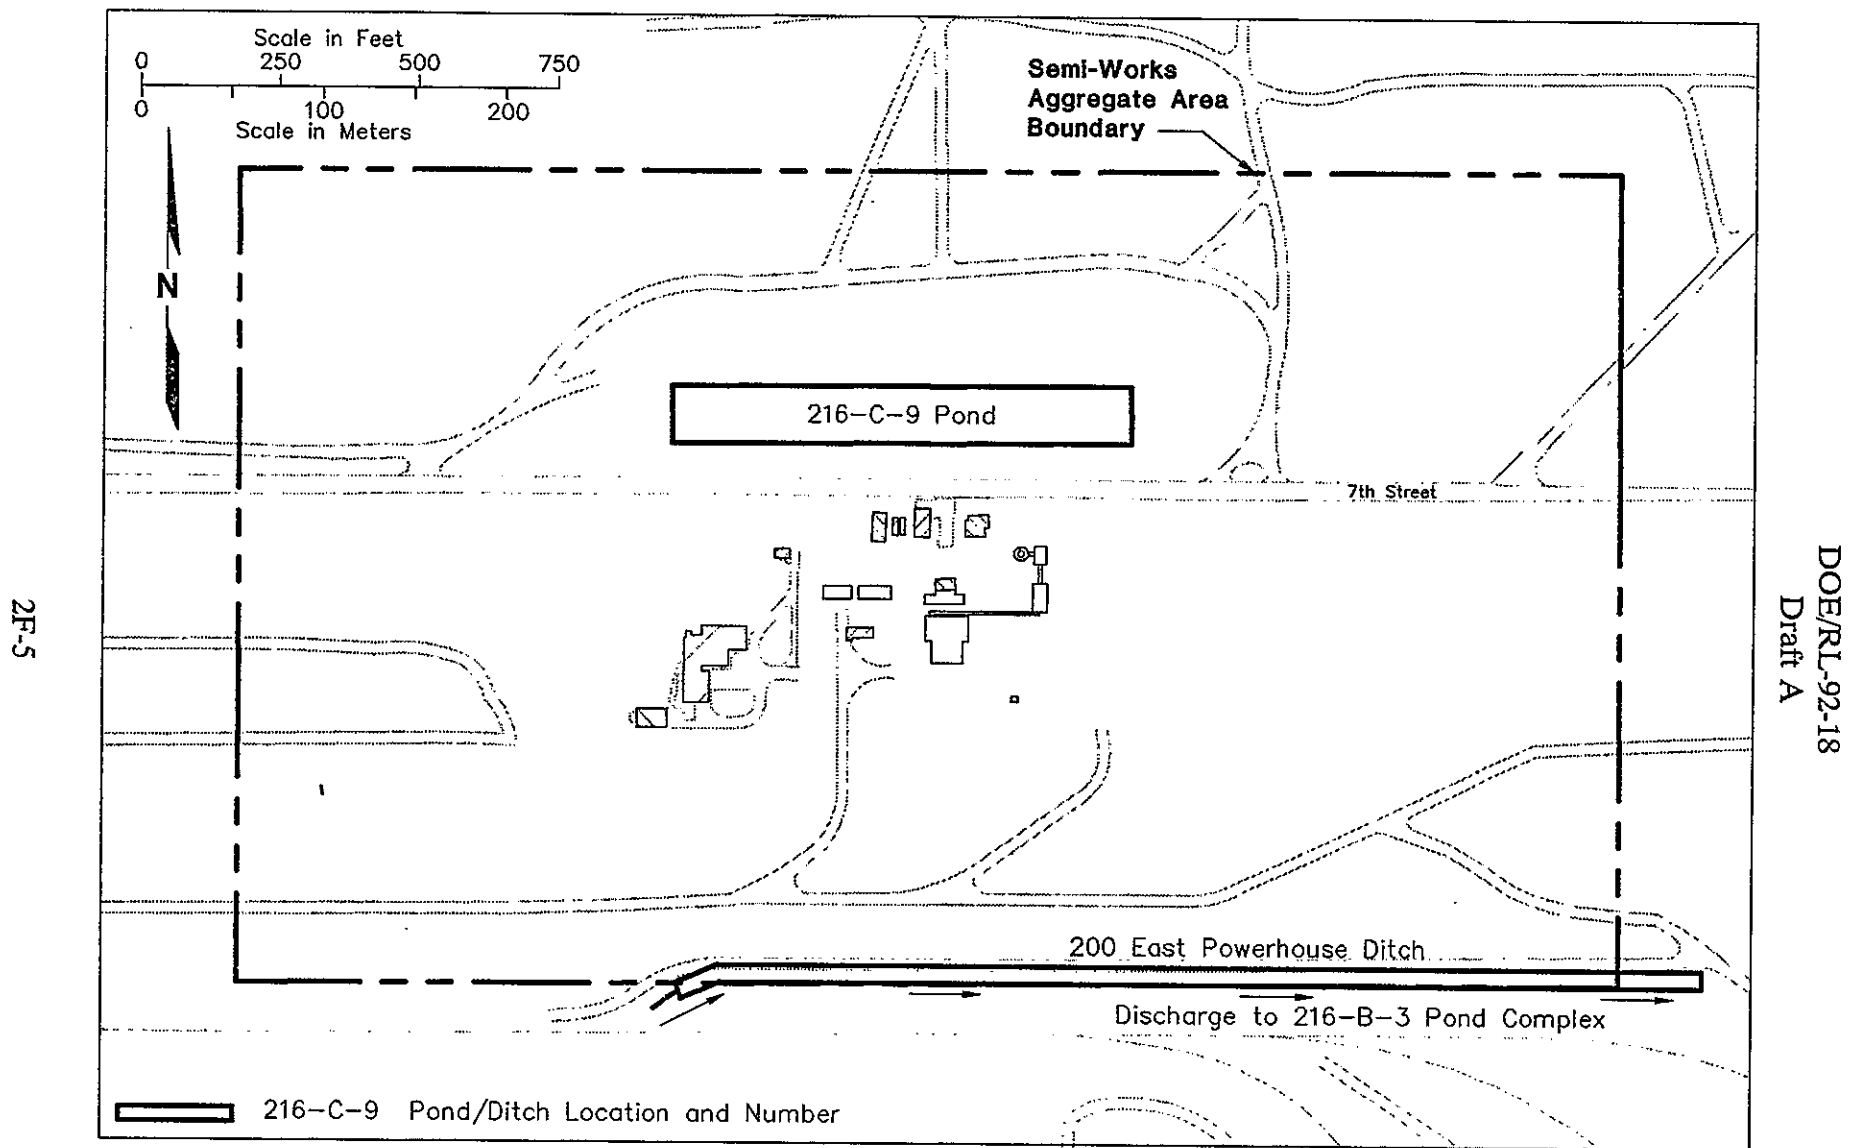 Scale in Feet
0 250 500 750
0 100 200
Scale in Meters
Semi-Works
Aggregate Area
Boundary
N
216-C-9 Pond
7th Street
200 East Powerhouse Ditch
Discharge to 216-B-3 Pond Complex
216-C-9 Pond/Ditch Location and Number
2F-5
DOE/RL-92-18
Draft A